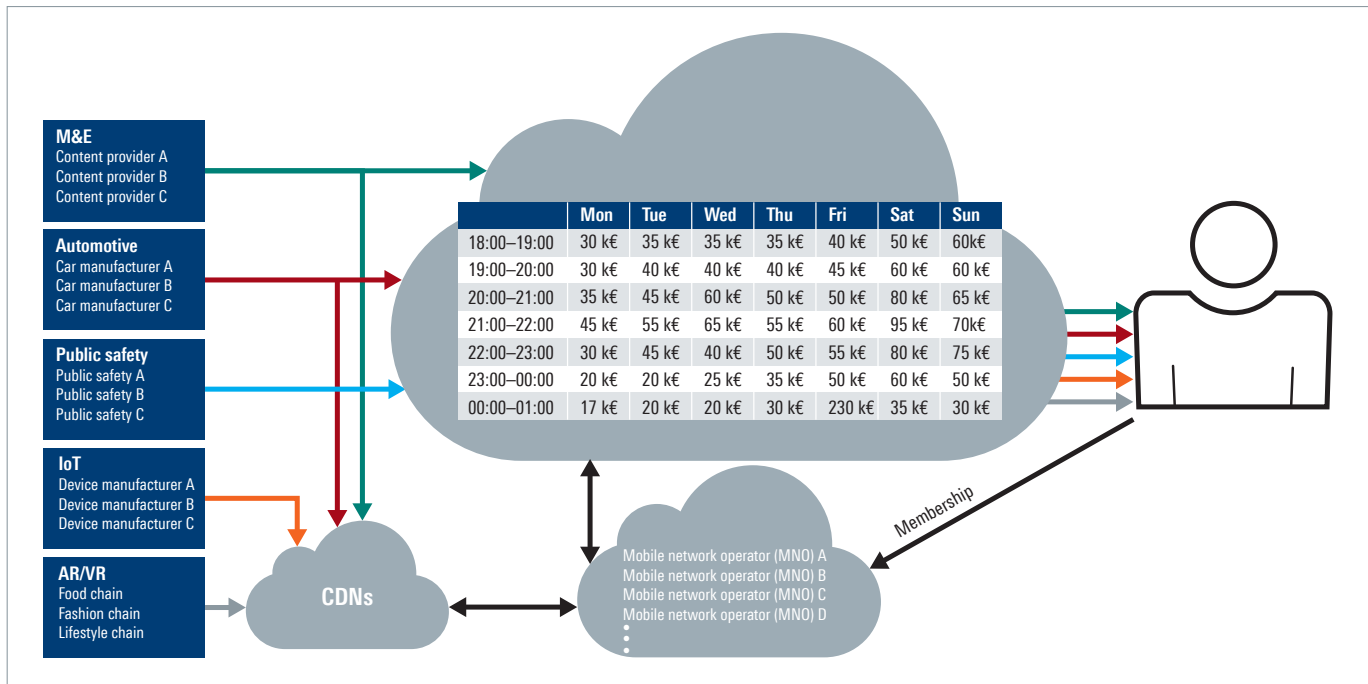 M&E
Content provider A
Content provider B
Content provider C
Automotive
Car manufacturer A
Car manufacturer B
Car manufacturer C
Public safety
Public safety A
Public safety B
Public safety C
IoT
Device manufacturer A
Device manufacturer B
Device manufacturer C
AR/VR
Food chain
Fashion chain
Lifestyle chain
Mon Tue Wed Thu Fri Sat Sun
18:00–19:00 30 k€ 35 k€ 35 k€ 35 k€ 40 k€ 50 k€ 60k€
19:00–20:00 30 k€ 40 k€ 40 k€ 40 k€ 45 k€ 60 k€ 60 k€
20:00–21:00 35 k€ 45 k€ 60 k€ 50 k€ 50 k€ 80 k€ 65 k€
21:00–22:00 45 k€ 55 k€ 65 k€ 55 k€ 60 k€ 95 k€ 70k€
22:00–23:00 30 k€ 45 k€ 40 k€ 50 k€ 55 k€ 80 k€ 75 k€
23:00–00:00 20 k€ 20 k€ 25 k€ 35 k€ 50 k€ 60 k€ 50 k€
00:00–01:00 17 k€ 20 k€ 20 k€ 30 k€ 230 k€ 35 k€ 30 k€
CDNs
Mobile network operator (MNO) A
Mobile network operator (MNO) B
Mobile network operator (MNO) C
Mobile network operator (MNO) D
Membership